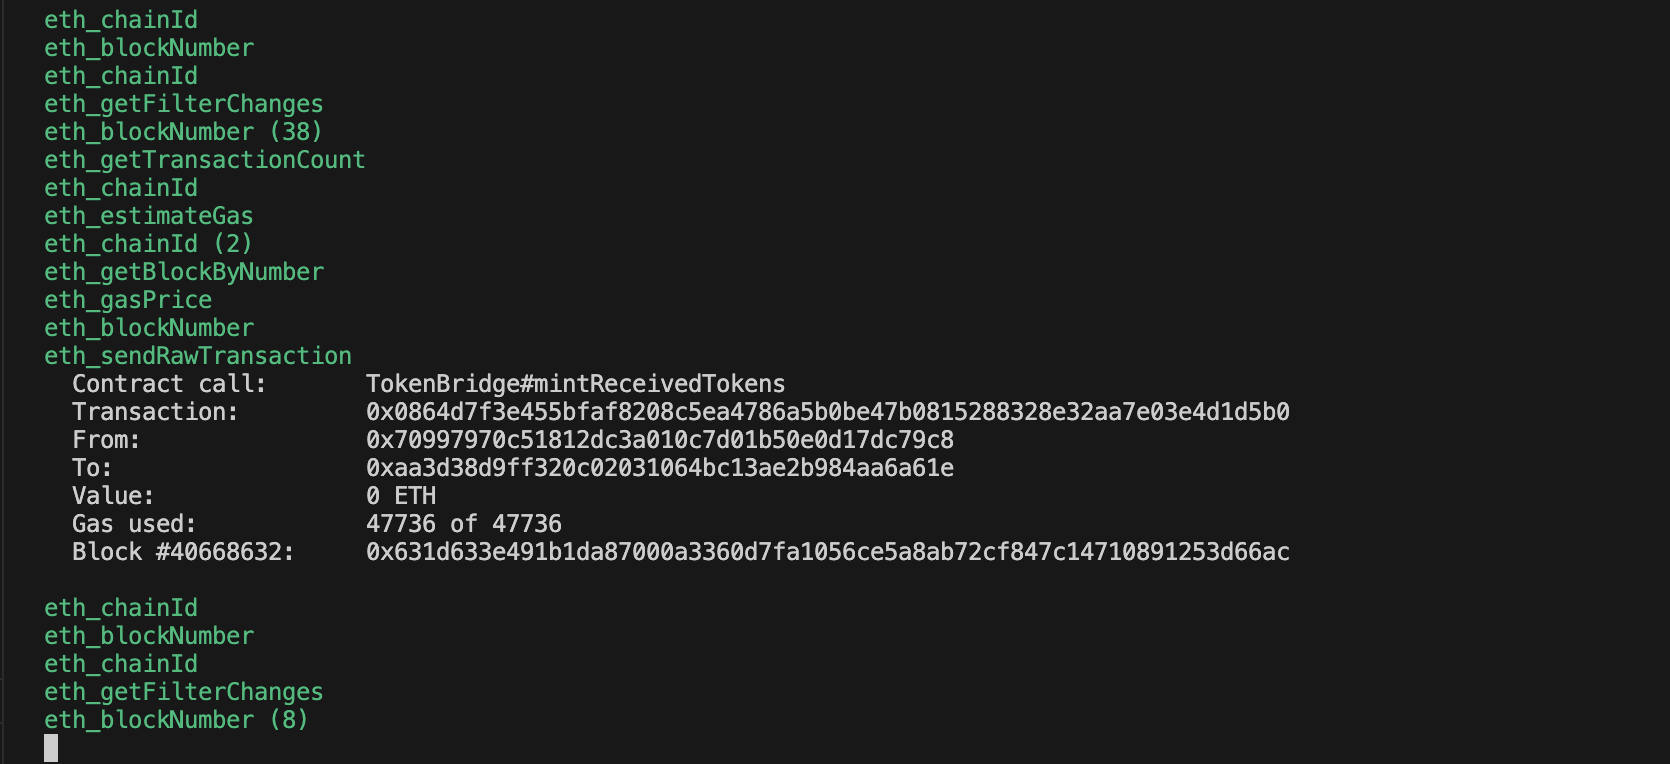 eth_chainId
eth_blockNumber
eth_chainId
eth_getFilterChanges
eth_blockNumber (38)
eth_getTransactionCount
eth_chainId
eth_estimateGas
eth_chainId (2)
eth_getBlockByNumber
eth_gasPrice
eth_blockNumber
eth_sendRawTransaction
Contract call: TokenBridge#mintReceivedTokens
Transaction: 0x0864d7f3e455bfaf8208c5ea4786a5b0be47b0815288328e32aa7e03e4d1d5b0
From: 0x70997970c51812dc3a010c7d01b50e0d17dc79c8
To: 0xaa3d38d9ff320c02031064bc13ae2b984aa6a61e
Value: 0 ETH
Gas used: 47736 of 47736
Block #40668632: 0x631d633e491b1da87000a3360d7fa1056ce5a8ab72cf847c14710891253d66ac
eth_chainId
eth_blockNumber
eth_chainId
eth_getFilterChanges
eth_blockNumber (8)